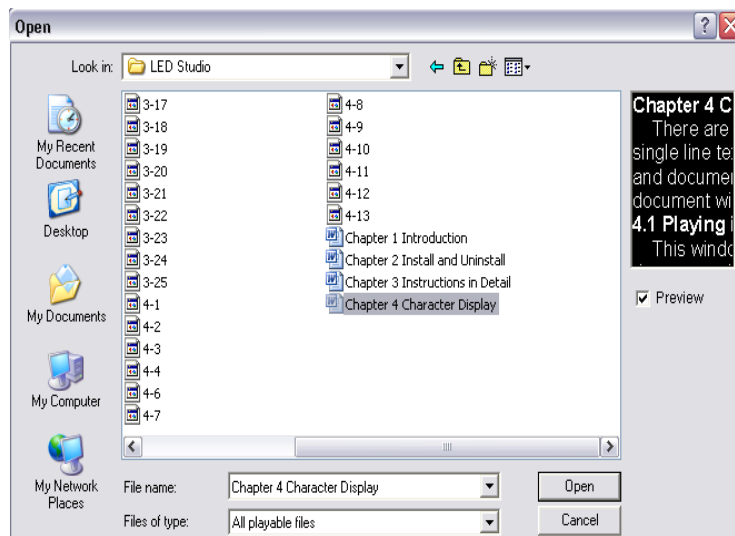 Open
Look in:
LED Studio
My Recent
Documents
Desktop
My Documents
My Computer
My Network
Places
3-17
3-18
3-19
3-20
3-21
3-22
3-23
3-24
3-25
4-1
4-2
4-3
4-4
4-6
4-7
4-8
4-9
4-10
4-11
4-12
4-13
Chapter 1 Introduction
Chapter 2 Install and Uninstall
Chapter 3 Instructions in Detail
Chapter 4 Character Display
Chapter 4 C
There are
single line te
and docume
document wi
4.1 Playing i
This windo
Preview
File name:
Chapter 4 Character Display
Open
Files of type:
All playable files
Cancel